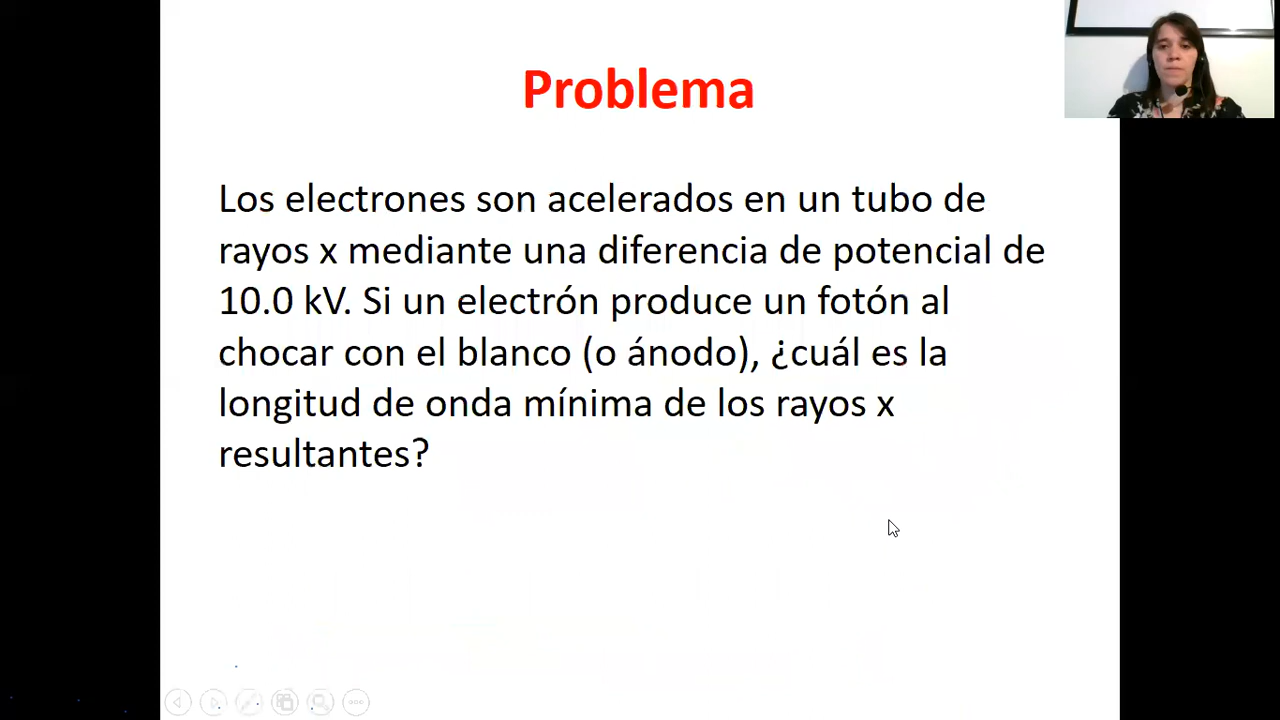 Problema
Los electrones son acelerados en un tubo de
rayos x mediante una diferencia de potencial de
10.0 kV. Si un electrón produce un fotón al
chocar con el blanco (o ánodo), ¿cuál es la
longitud de onda mínima de los rayos x
resultantes?